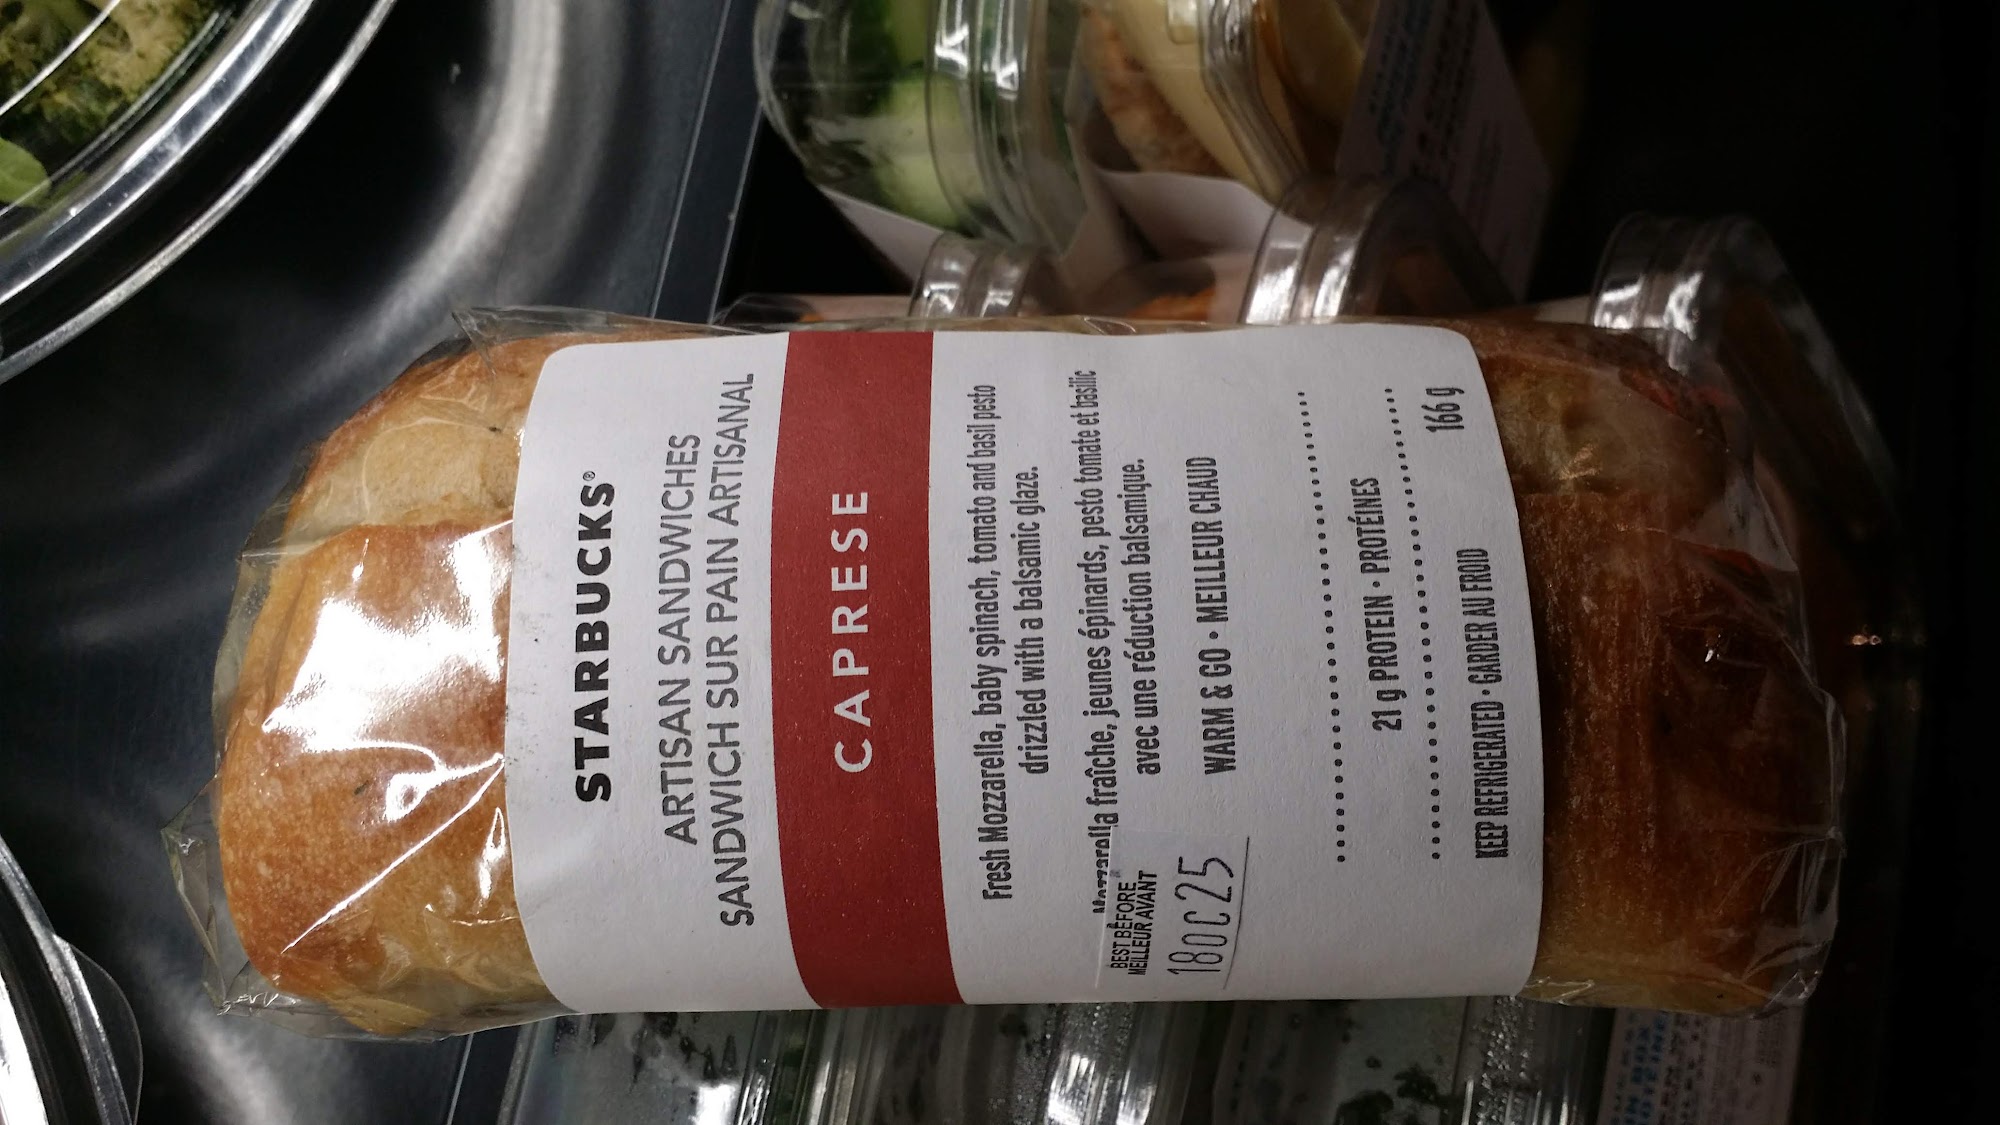 STARBUCKS®
ARTISAN SANDWICHES
SANDWICH SUR PAIN ARTISANAL
CAPRESE
Fresh Mozzarella, baby spinach, tomato and basil pesto
drizzled with a balsamic glaze.
Mozzarella fraîche, jeunes épinards, pesto tomate et basilic
avec une réduction balsamique.
WARM & GO • MEILLEUR CHAUD
BEST BEFORE
MEILLEUR AVANT
18OC25
21 g PROTEIN • PROTÉINES
KEEP REFRIGERATED • GARDER AU FROID 166 g